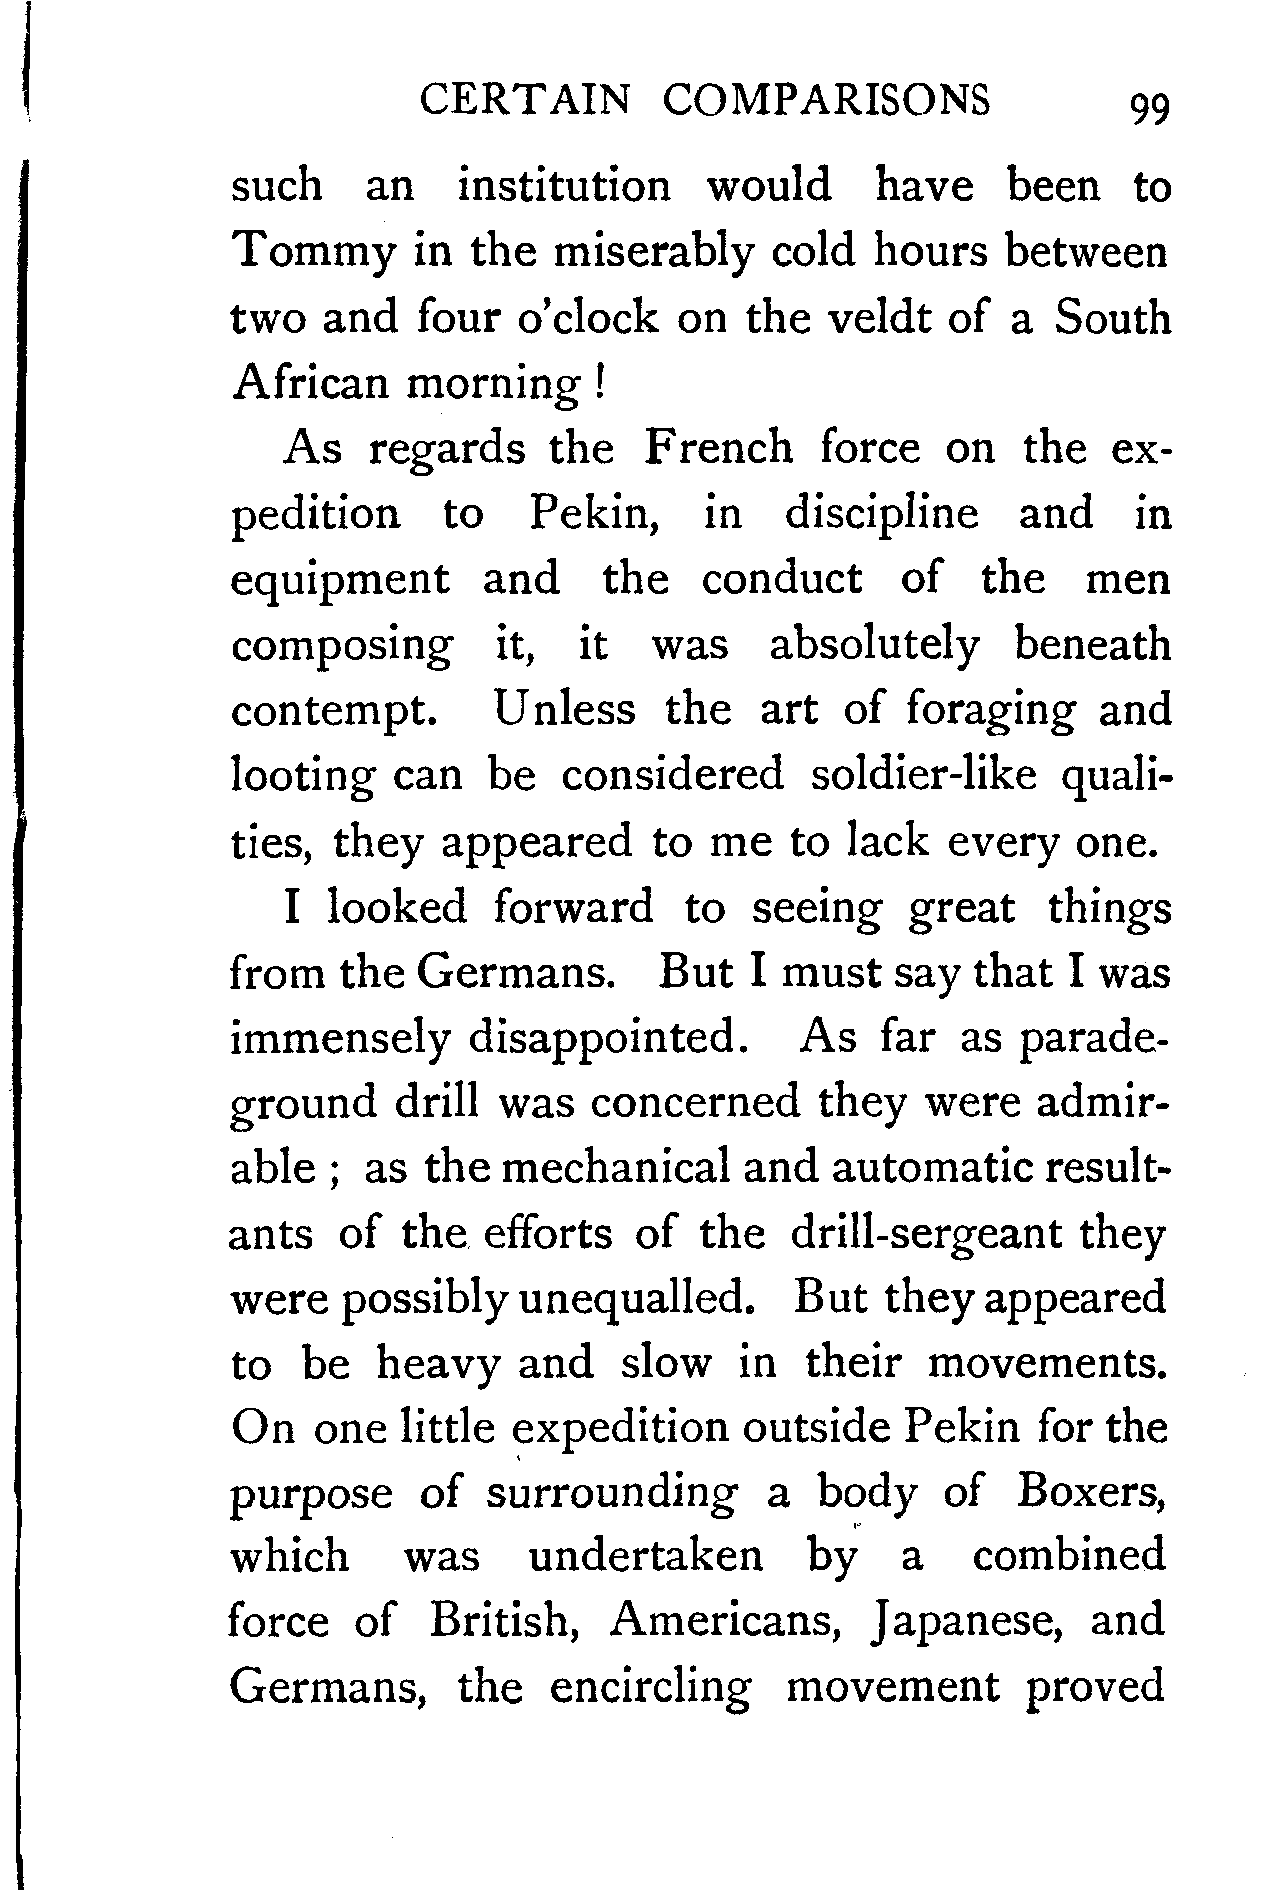 CERTAIN COMPARISONS 99
such an institution would have been to
Tommy in the miserably cold hours between
two and four o'clock on the veldt of a South
African morning !
As regards the French force on the ex-
pedition to Pekin, in discipline and in
equipment and the conduct of the men
composing it, it was absolutely beneath
contempt. Unless the art of foraging and
looting can be considered soldier-like quali-
ties, they appeared to me to lack every one.
I looked forward to seeing great things
from the Germans. But I must say that I was
immensely disappointed. As far as parade-
ground drill was concerned they were admir-
able ; as the mechanical and automatic result-
ants of the efforts of the drill-sergeant they
were possibly unequalled. But they appeared
to be heavy and slow in their movements.
On one little expedition outside Pekin for the
purpose of surrounding a body of Boxers,
which was undertaken by a combined
force of British, Americans, Japanese, and
Germans, the encircling movement proved